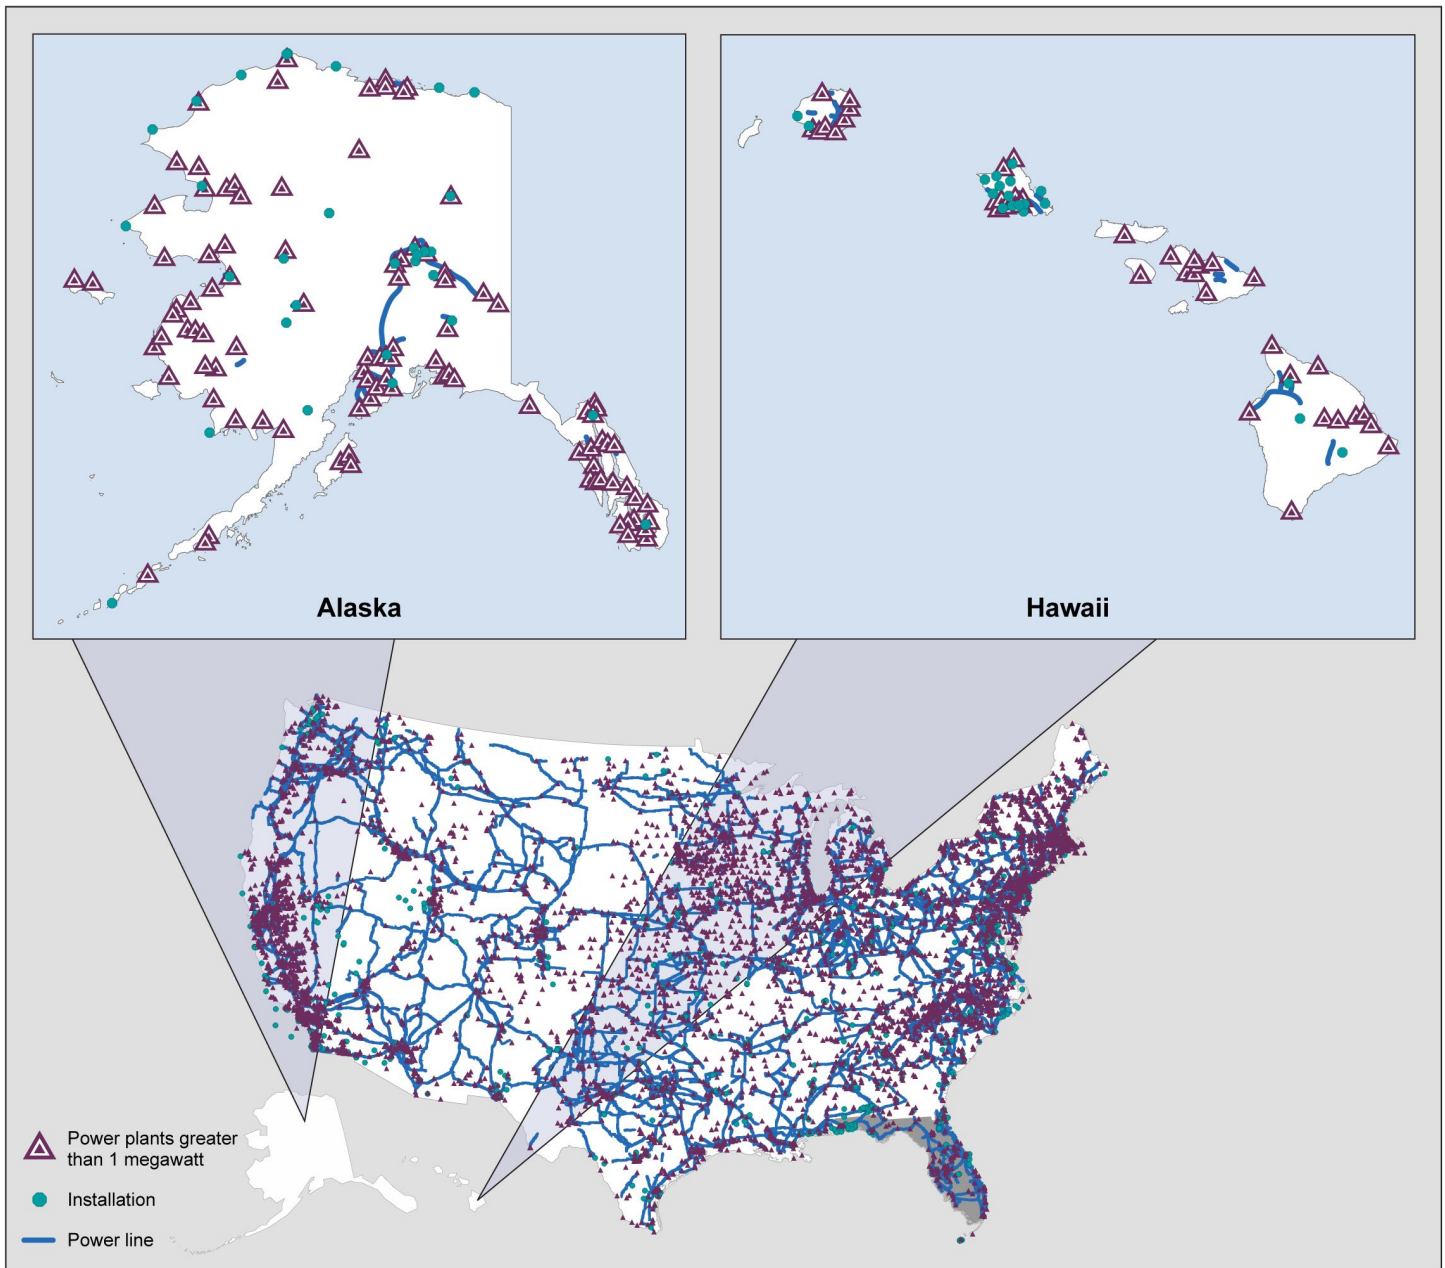 Alaska
Hawaii
Power plants greater
than 1 megawatt
Installation
Power line